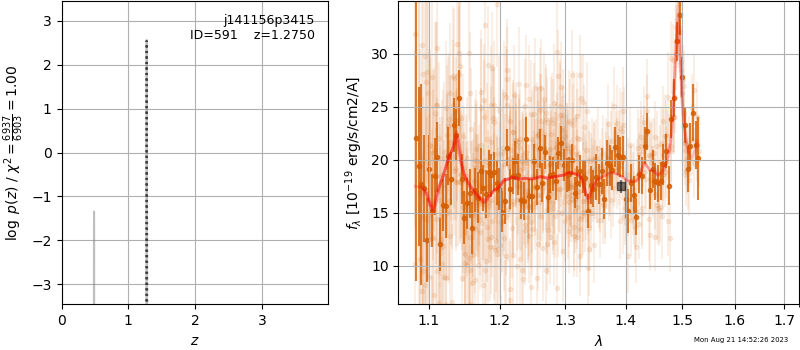 j141156p3415
ID=591 z=1.2750
log p(z) / χ² = 6937/6903 = 1.00
3
2
1
0
−1
−2
−3
0 1 2 3
z
fλ [10⁻¹⁹ erg/s/cm2/A]
30
25
20
15
10
1.1 1.2 1.3 1.4 1.5 1.6 1.7
λ
Mon Aug 21 14:52:26 2023